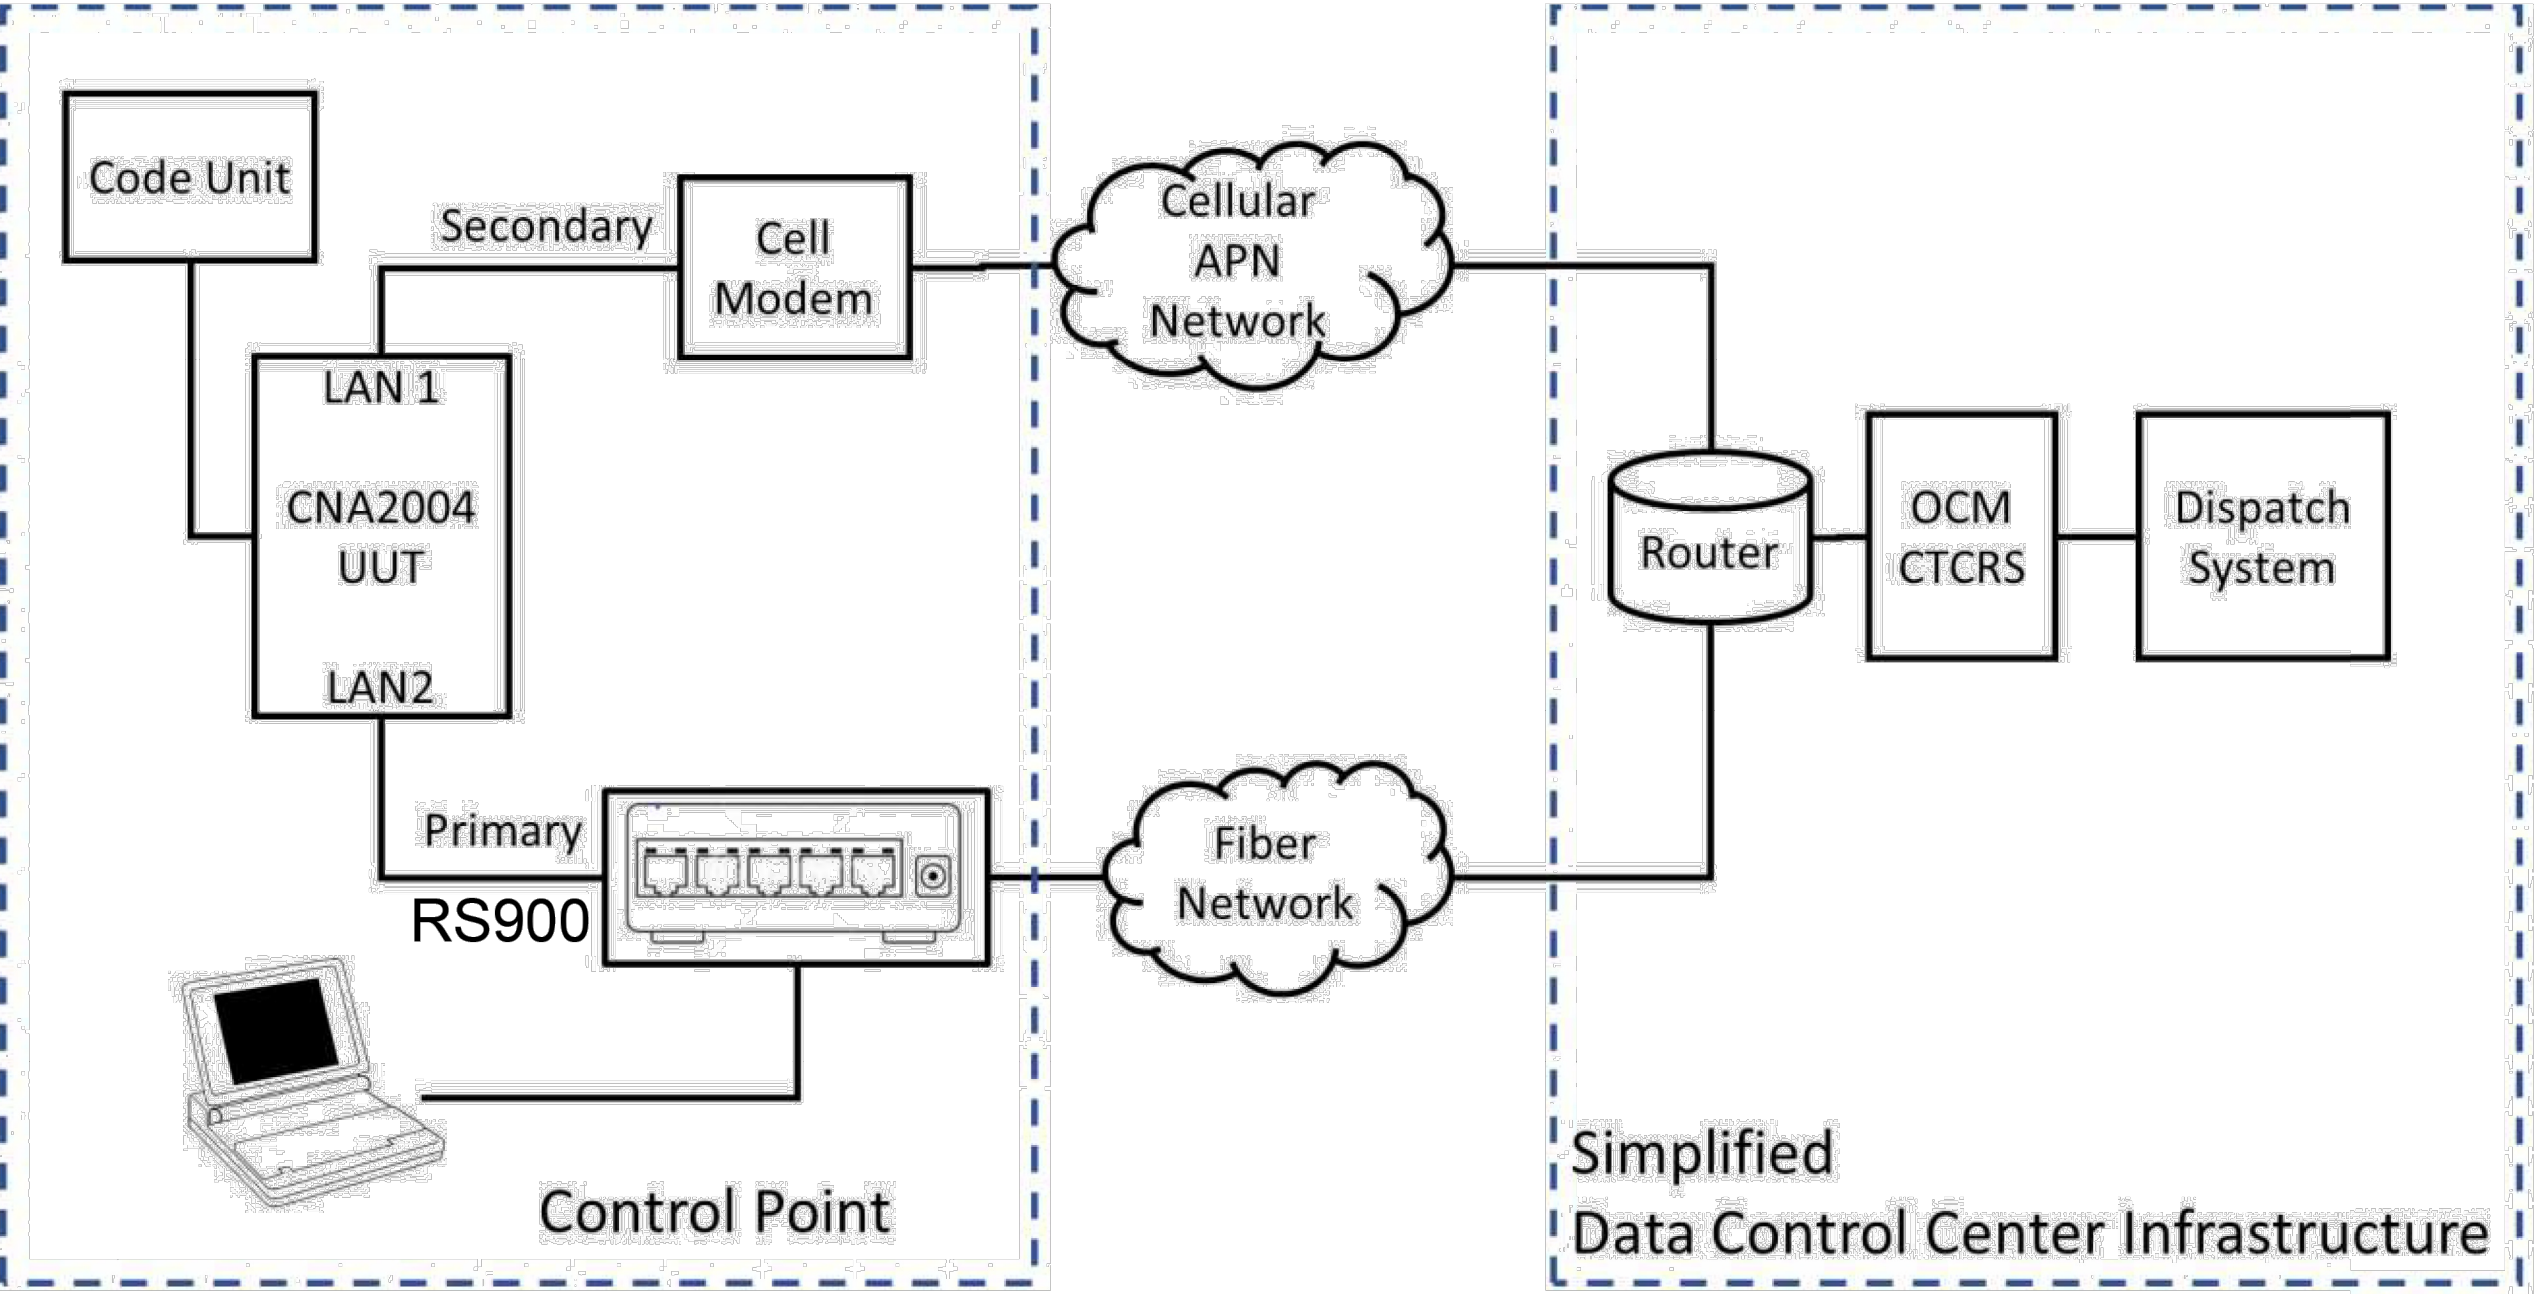 Code Unit
Secondary
Cell
Modem
Cellular
APN
Network
LAN 1
CNA2004
UUT
LAN2
Router
OCM
CTCRS
Dispatch
System
Primary
RS900
Fiber
Network
Control Point
Simplified
Data Control Center Infrastructure